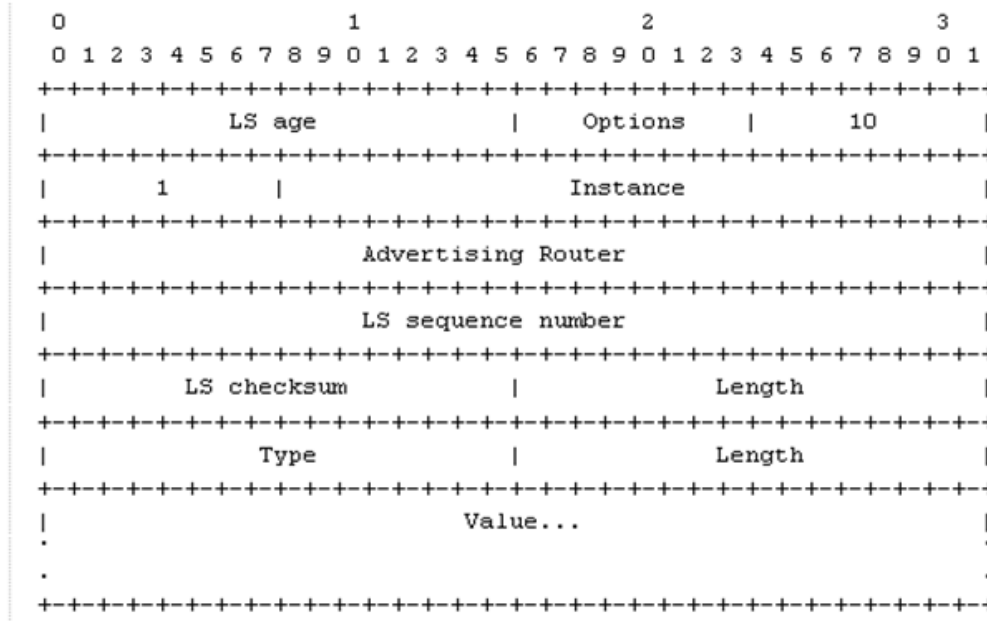 0 1 2 3
0 1 2 3 4 5 6 7 8 9 0 1 2 3 4 5 6 7 8 9 0 1 2 3 4 5 6 7 8 9 0 1
+-+-+-+-+-+-+-+-+-+-+-+-+-+-+-+-+-+-+-+-+-+-+-+-+-+-+-+-+-+-+-+-+-
| LS age | Options | 10 |
+-+-+-+-+-+-+-+-+-+-+-+-+-+-+-+-+-+-+-+-+-+-+-+-+-+-+-+-+-+-+-+-+-
| 1 | Instance |
+-+-+-+-+-+-+-+-+-+-+-+-+-+-+-+-+-+-+-+-+-+-+-+-+-+-+-+-+-+-+-+-+-
| Advertising Router |
+-+-+-+-+-+-+-+-+-+-+-+-+-+-+-+-+-+-+-+-+-+-+-+-+-+-+-+-+-+-+-+-+-
| LS sequence number |
+-+-+-+-+-+-+-+-+-+-+-+-+-+-+-+-+-+-+-+-+-+-+-+-+-+-+-+-+-+-+-+-+-
| LS checksum | Length |
+-+-+-+-+-+-+-+-+-+-+-+-+-+-+-+-+-+-+-+-+-+-+-+-+-+-+-+-+-+-+-+-+-
| Type | Length |
+-+-+-+-+-+-+-+-+-+-+-+-+-+-+-+-+-+-+-+-+-+-+-+-+-+-+-+-+-+-+-+-+-
| Value... |
. .
. .
+-+-+-+-+-+-+-+-+-+-+-+-+-+-+-+-+-+-+-+-+-+-+-+-+-+-+-+-+-+-+-+-+-